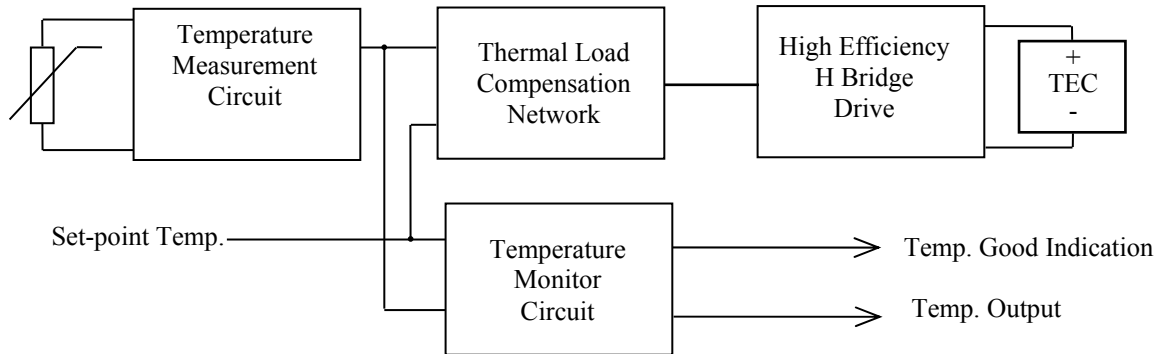 Temperature
Measurement
Circuit
Thermal Load
Compensation
Network
High Efficiency
H Bridge
Drive
+
TEC
-
Set-point Temp.
Temperature
Monitor
Circuit
Temp. Good Indication
Temp. Output